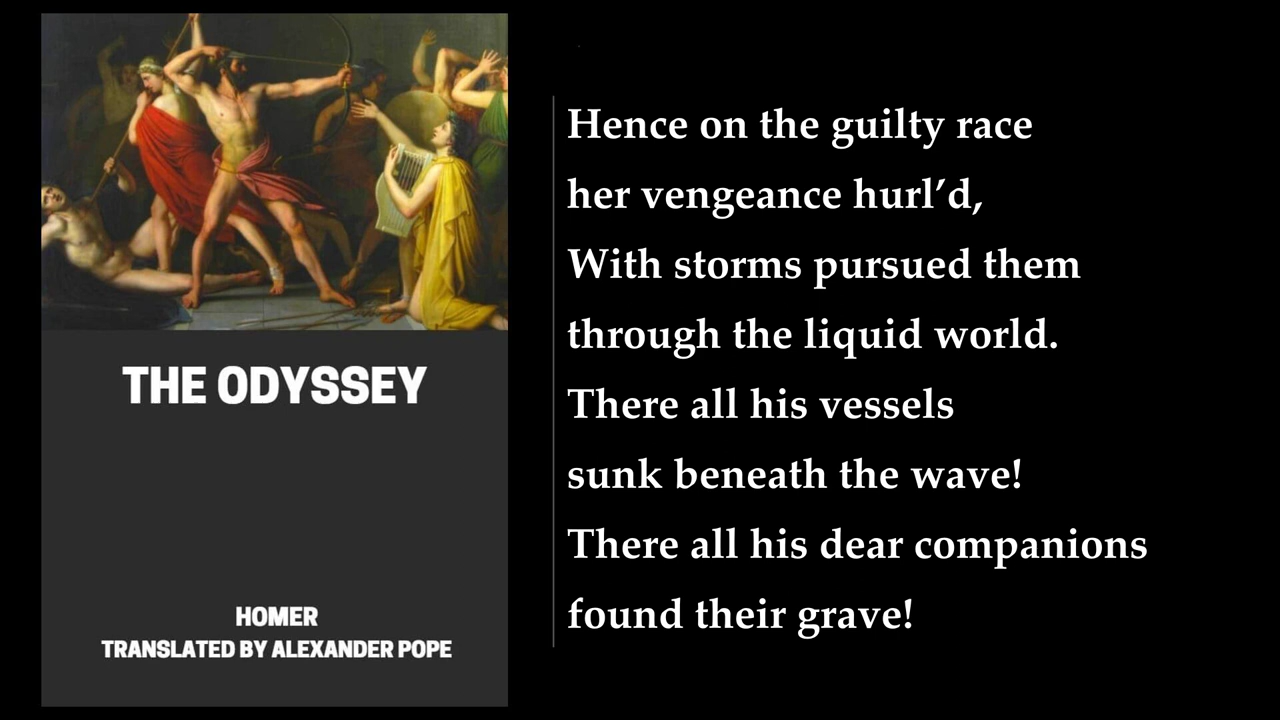 THE ODYSSEY
HOMER
TRANSLATED BY ALEXANDER POPE
Hence on the guilty race
her vengeance hurl’d,
With storms pursued them
through the liquid world.
There all his vessels
sunk beneath the wave!
There all his dear companions
found their grave!